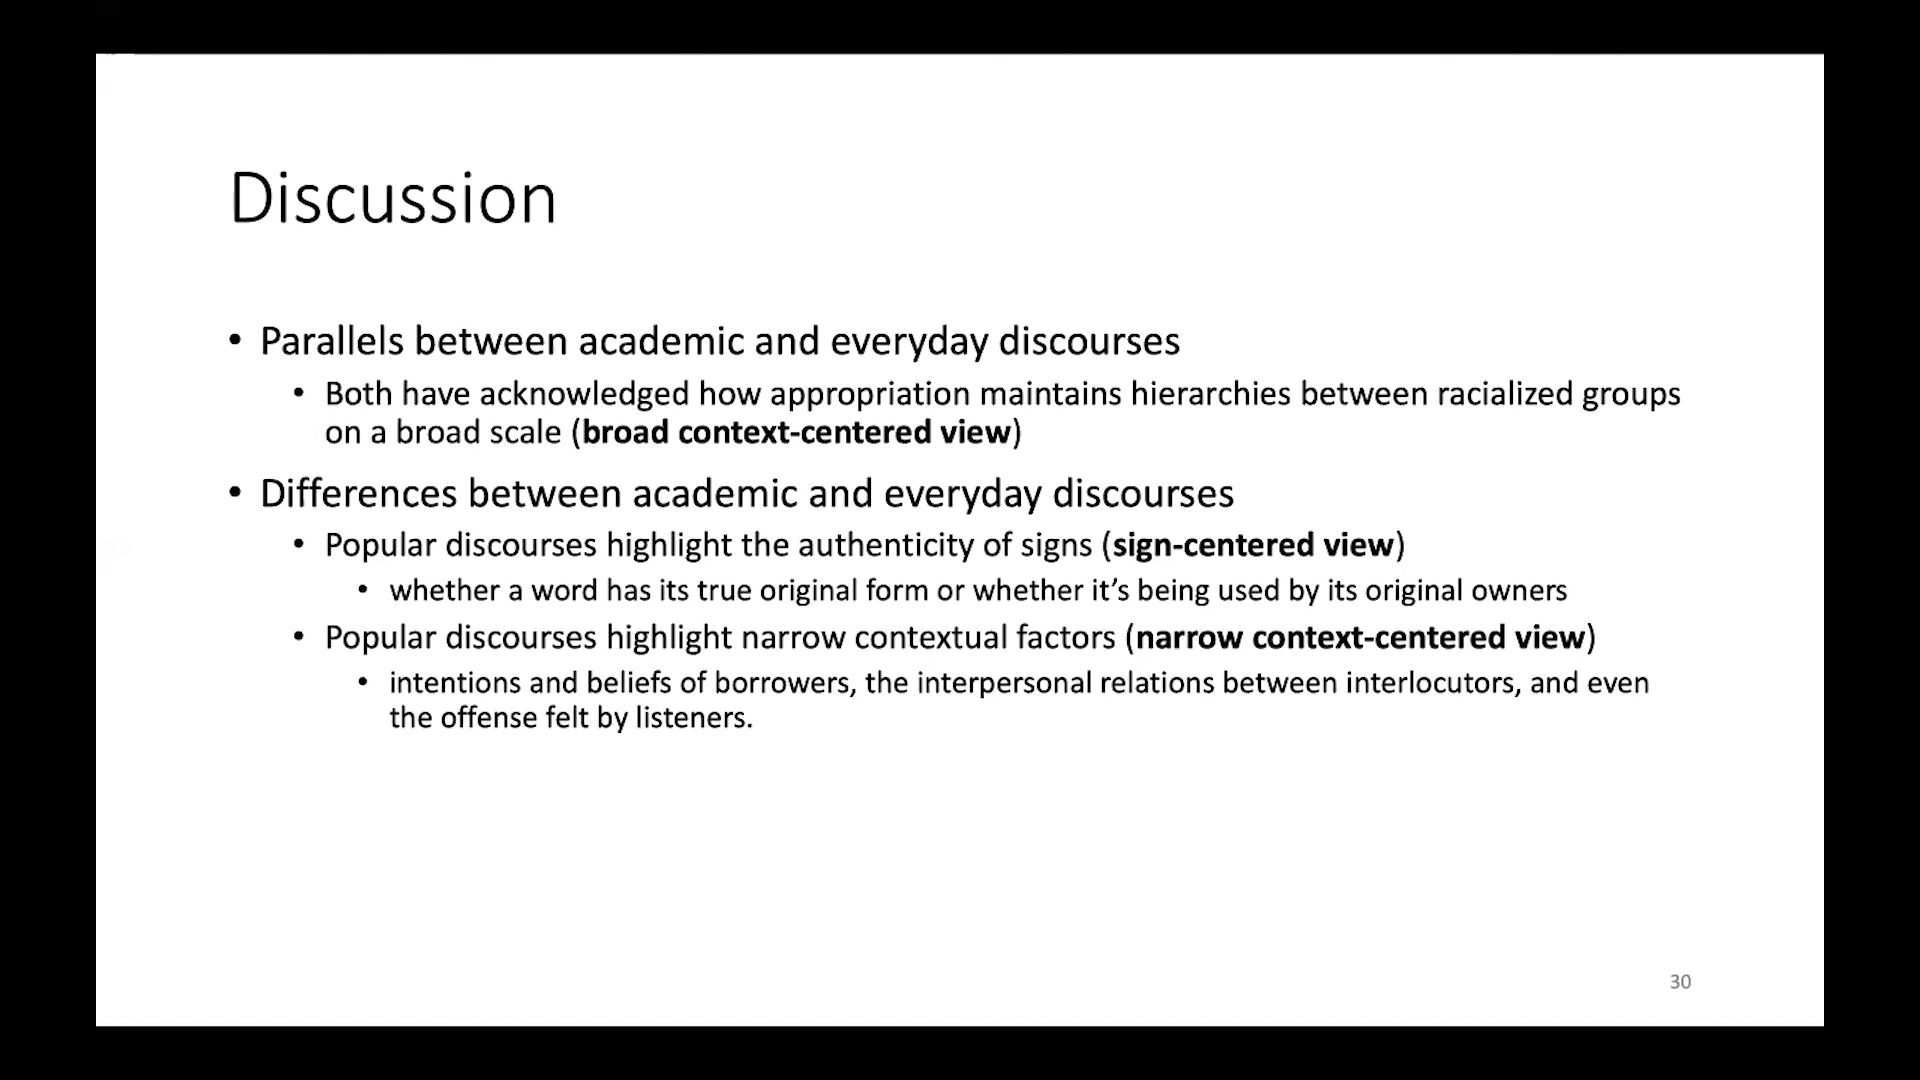 Discussion
• Parallels between academic and everyday discourses
• Both have acknowledged how appropriation maintains hierarchies between racialized groups
on a broad scale (broad context-centered view)
• Differences between academic and everyday discourses
• Popular discourses highlight the authenticity of signs (sign-centered view)
• whether a word has its true original form or whether it’s being used by its original owners
• Popular discourses highlight narrow contextual factors (narrow context-centered view)
• intentions and beliefs of borrowers, the interpersonal relations between interlocutors, and even
the offense felt by listeners.
30